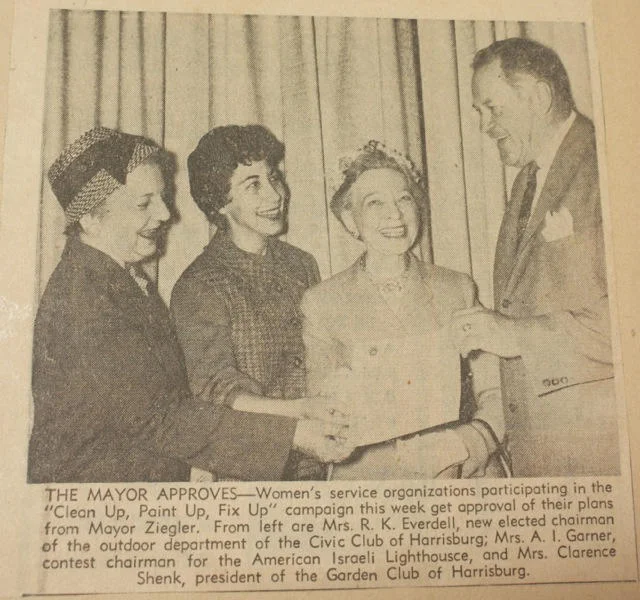 THE MAYOR APPROVES—Women's service organizations participating in the
"Clean Up, Paint Up, Fix Up" campaign this week get approval of their plans
from Mayor Ziegler. From left are Mrs. R. K. Everdell, new elected chairman
of the outdoor department of the Civic Club of Harrisburg; Mrs. A. I. Garner,
contest chairman for the American Israeli Lighthousce, and Mrs. Clarence
Shenk, president of the Garden Club of Harrisburg.